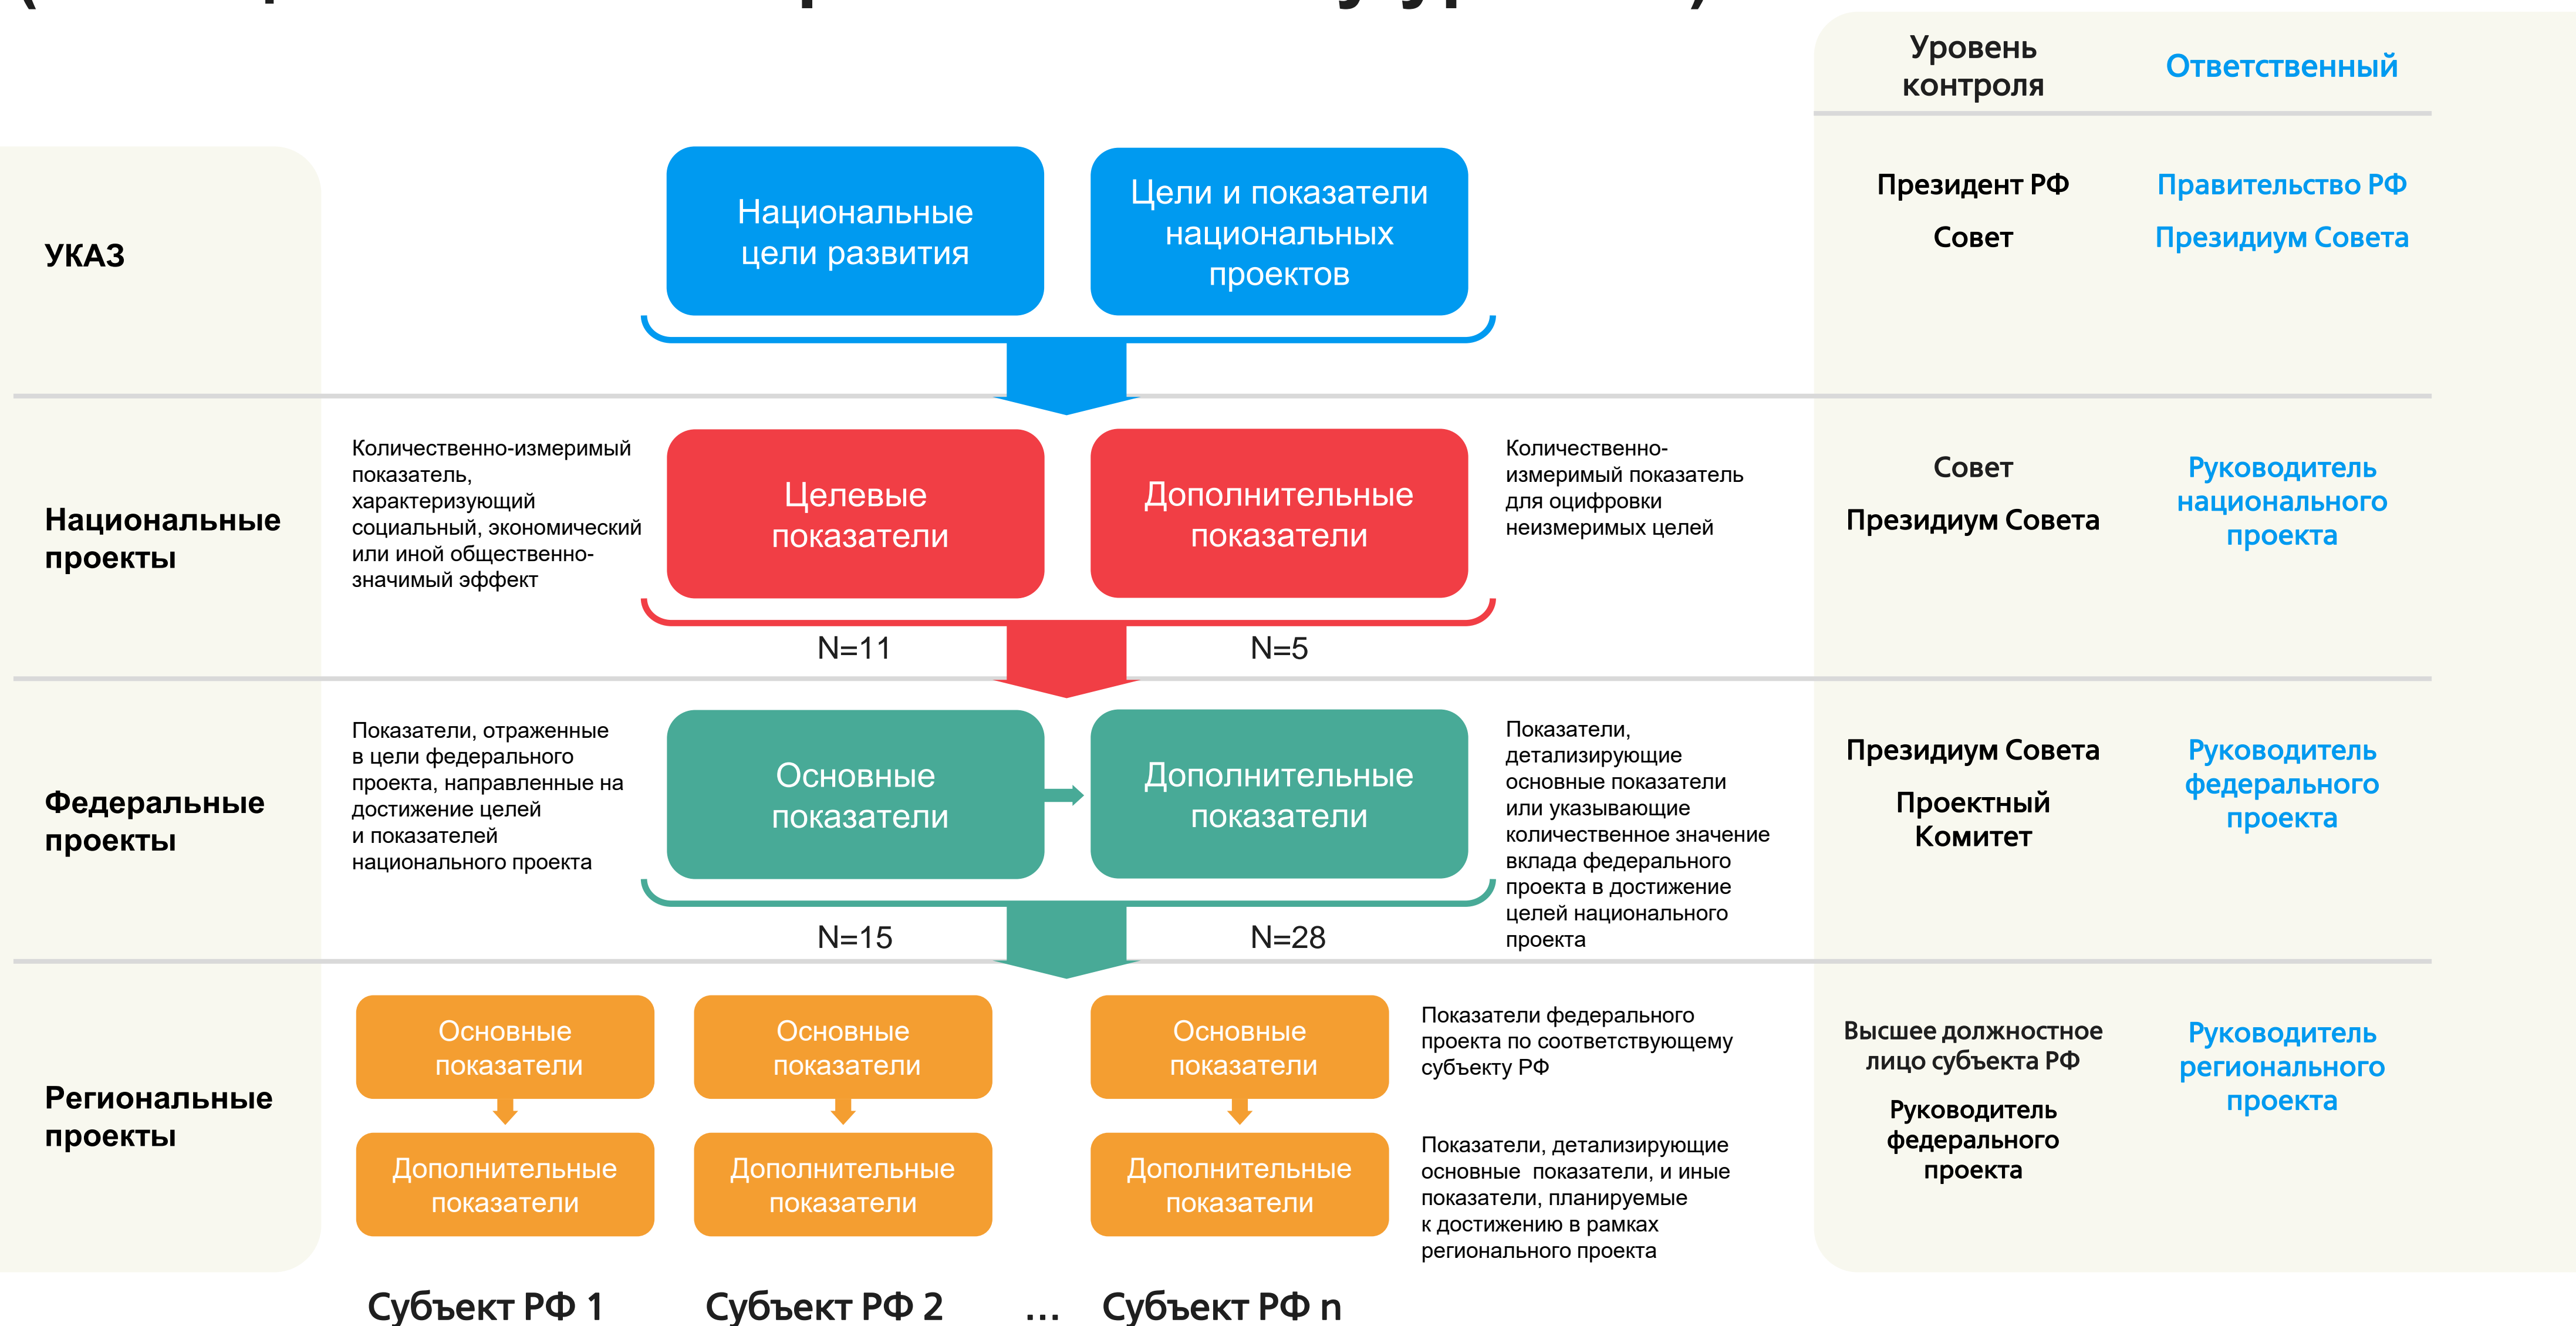 Уровень
контроля
Ответственный
УКАЗ
Национальные
цели развития
Цели и показатели
национальных
проектов
Президент РФ
Совет
Правительство РФ
Президиум Совета
Национальные
проекты
Количественно-измеримый
показатель,
характеризующий
социальный, экономический
или иной общественно-
значимый эффект
Целевые
показатели
Дополнительные
показатели
Количественно-
измеримый показатель
для оцифровки
неизмеримых целей
Совет
Президиум Совета
Руководитель
национального
проекта
N=11
N=5
Федеральные
проекты
Показатели, отраженные
в цели федерального
проекта, направленные на
достижение целей
и показателей
национального проекта
Основные
показатели
Дополнительные
показатели
Показатели,
детализирующие
основные показатели
или указывающие
количественное значение
вклада федерального
проекта в достижение
целей национального
проекта
Президиум Совета
Проектный
Комитет
Руководитель
федерального
проекта
N=15
N=28
Региональные
проекты
Основные
показатели
Основные
показатели
Основные
показатели
Показатели федерального
проекта по соответствующему
субъекту РФ
Дополнительные
показатели
Дополнительные
показатели
Дополнительные
показатели
Показатели, детализирующие
основные  показатели, и иные
показатели, планируемые
к достижению в рамках
регионального проекта
Высшее должностное
лицо субъекта РФ
Руководитель
федерального
проекта
Руководитель
регионального
проекта
Субъект РФ 1
Субъект РФ 2
...
Субъект РФ n